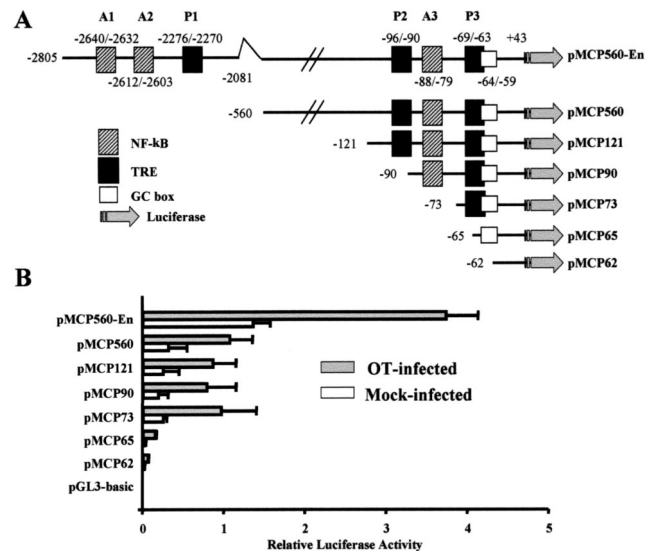 A
A1 A2 P1 P2 A3 P3
-2640/-2632 -2276/-2270 -96/-90 -69/-63 +43
-2805 pMCP560-En
-2612/-2603 -2081 -88/-79 -64/-59
-560 pMCP560
-121 pMCP121
-90 pMCP90
-73 pMCP73
-65 pMCP65
-62 pMCP62
NF-kB
TRE
GC box
Luciferase
B
pMCP560-En
pMCP560
pMCP121
pMCP90
pMCP73
pMCP65
pMCP62
pGL3-basic
OT-infected
Mock-infected
0 1 2 3 4 5
Relative Luciferase Activity